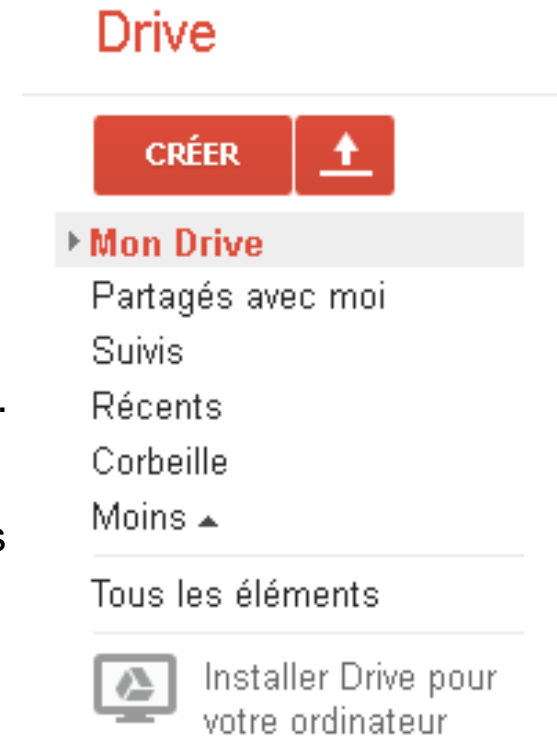 Drive
CRÉER
Mon Drive
Partagés avec moi
Suivis
.
Récents
Corbeille
Moins
s
Tous les éléments
Installer Drive pour
votre ordinateur